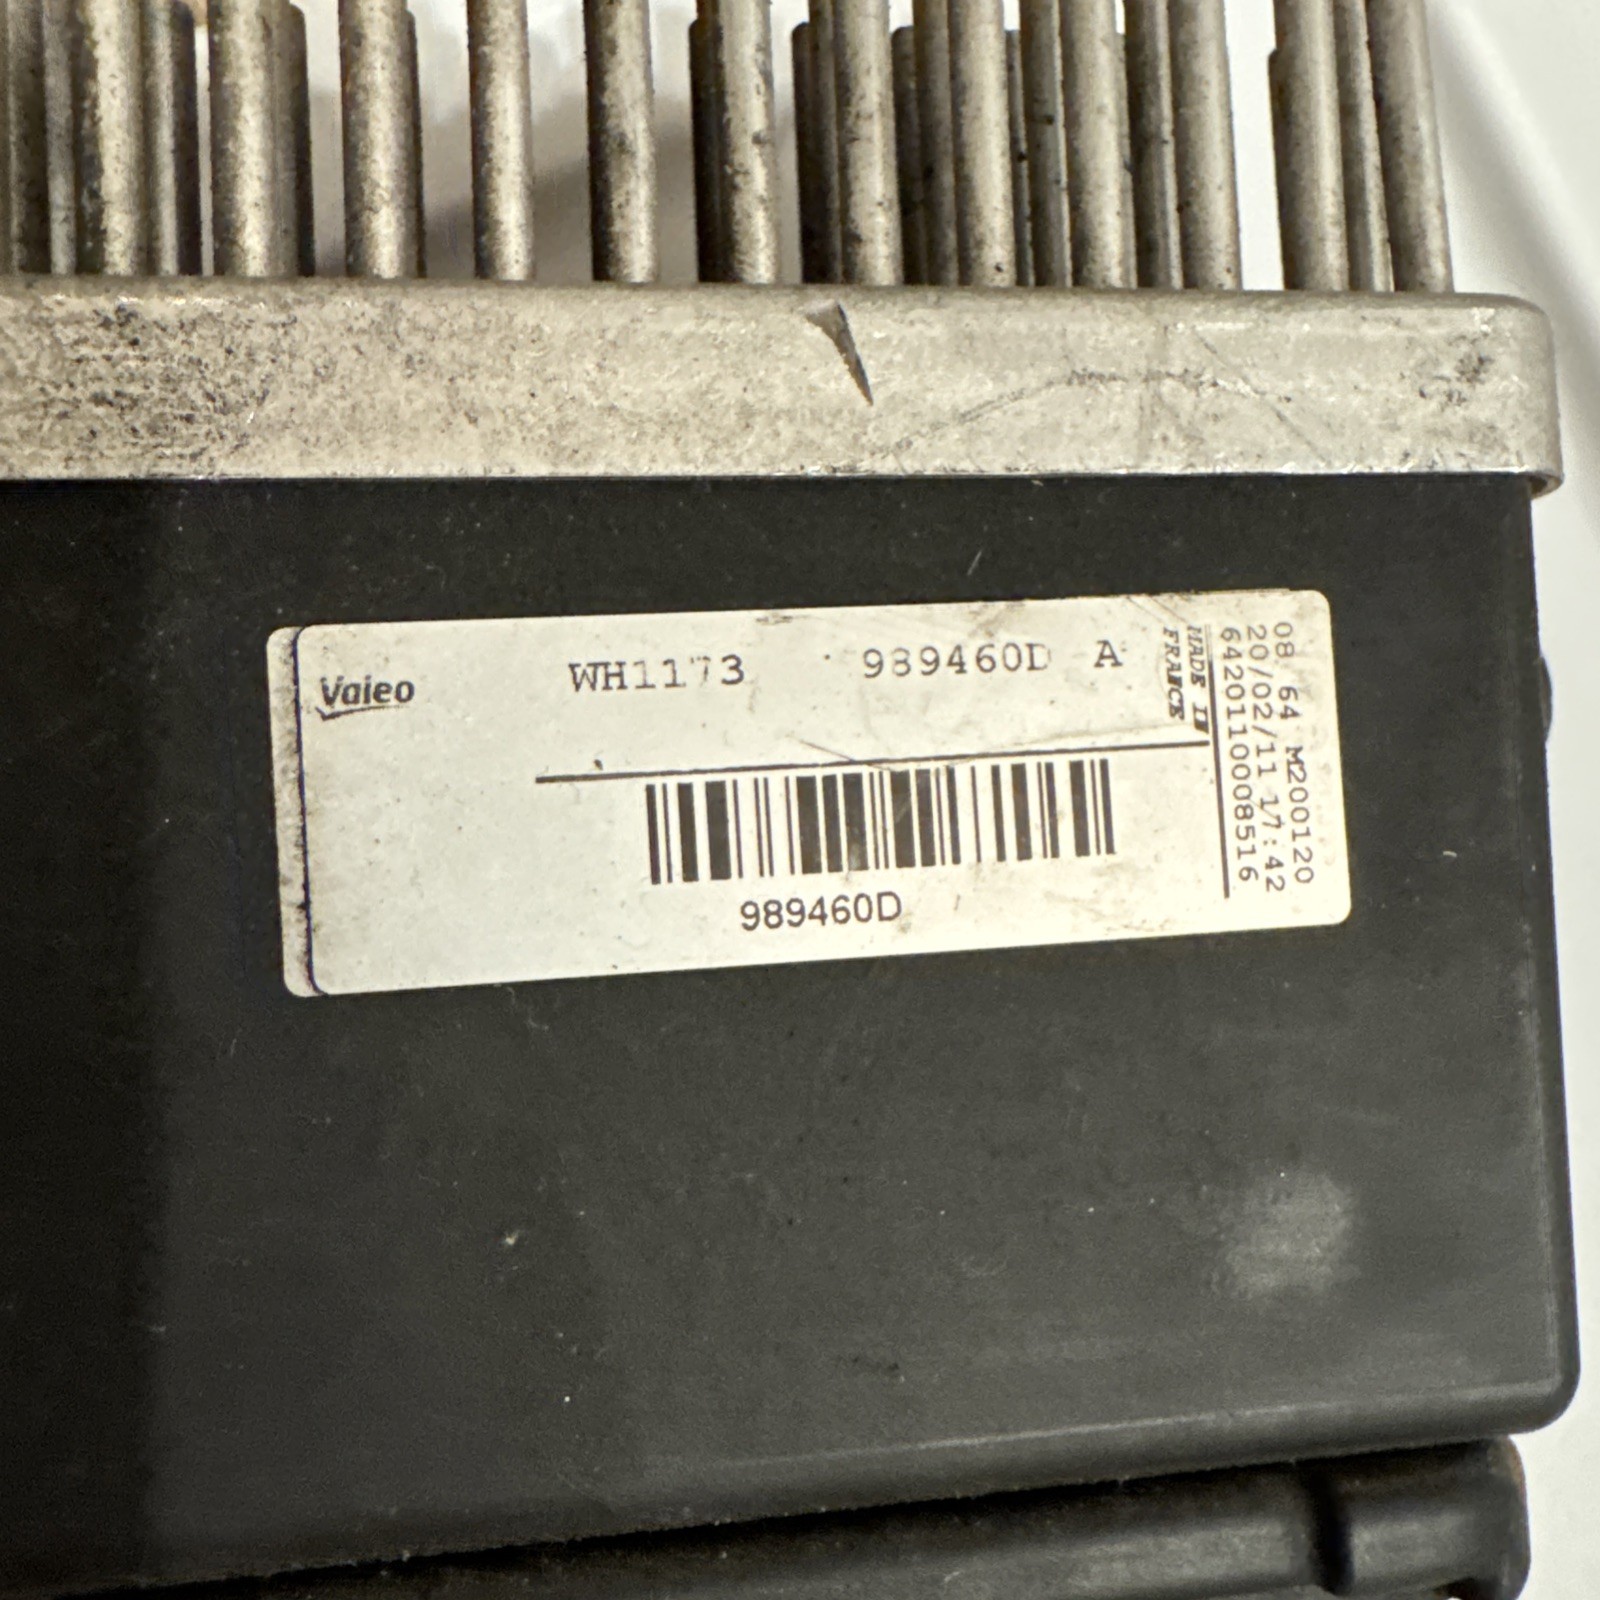 Valeo
WH1173 989460D A
MADE IN
FRANCE
989460D
08 64 M200120
20/02/11 17:42
6420110008516